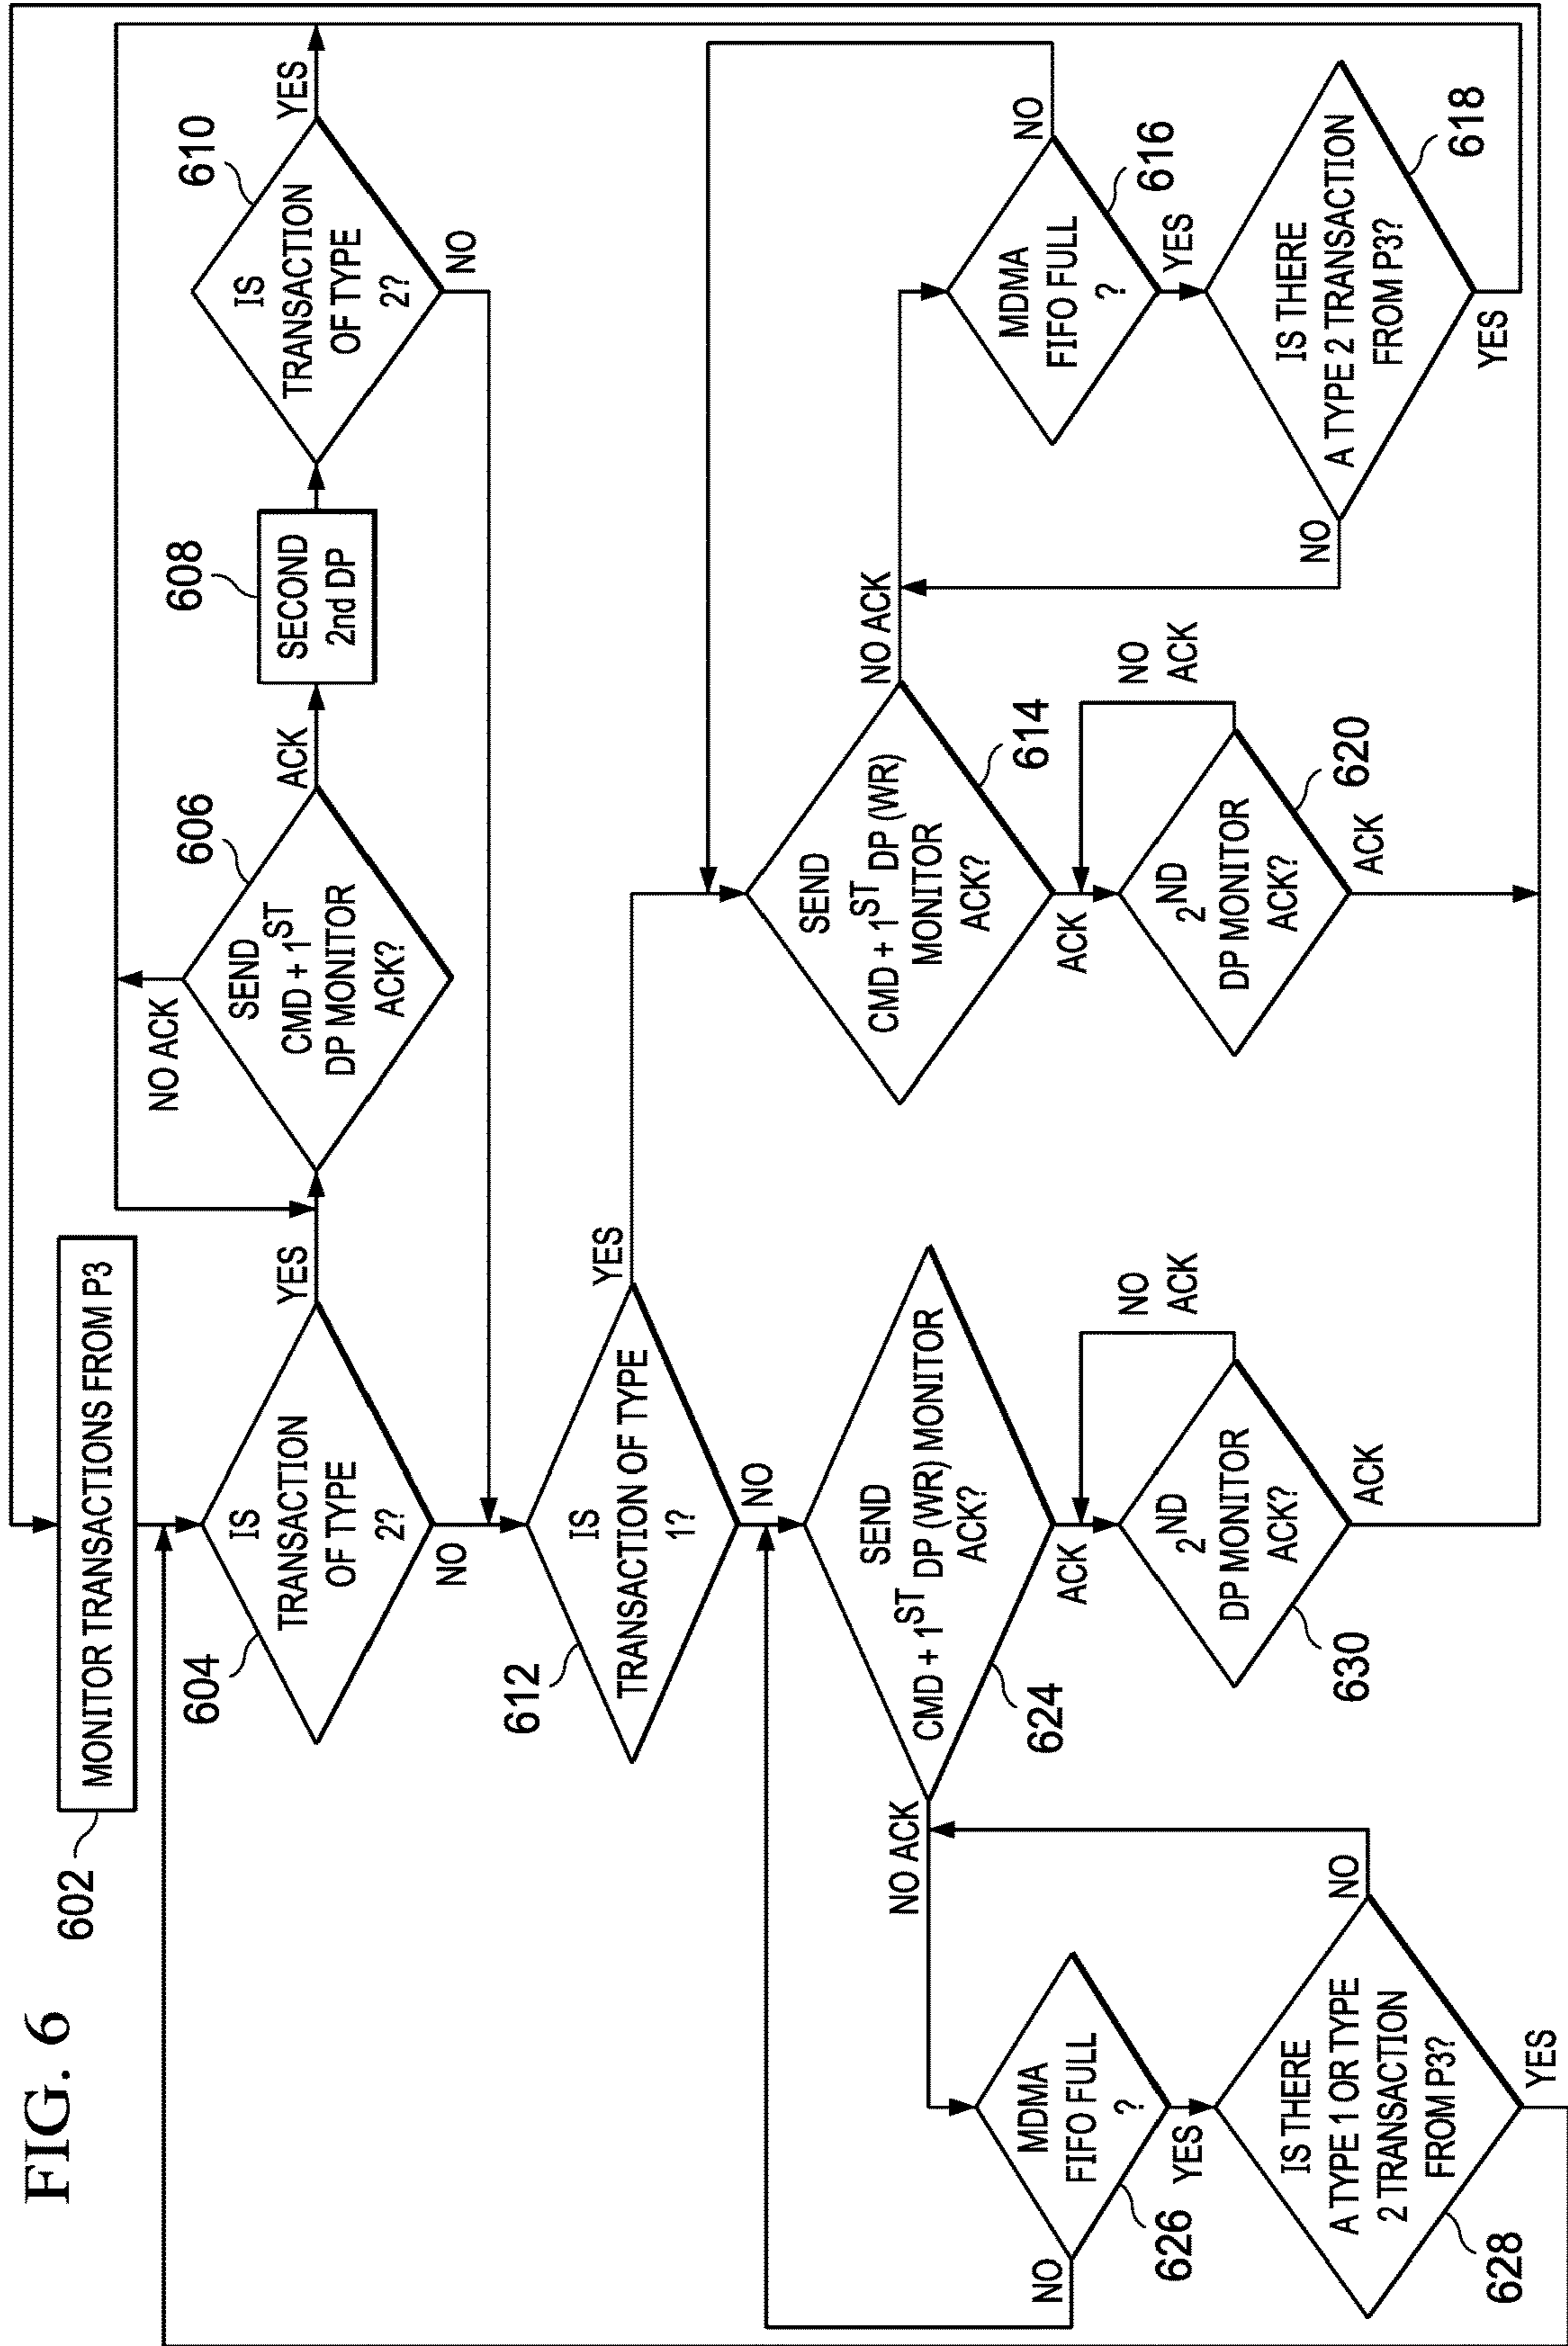 FIG. 6
602
MONITOR TRANSACTIONS FROM P3
604
IS
TRANSACTION
OF TYPE
2?
YES
NO
606
SEND
CMD + 1ST
DP MONITOR
ACK?
NO ACK
ACK
608
SECOND
2nd DP
610
IS
TRANSACTION
OF TYPE
2?
YES
NO
612
IS
TRANSACTION OF TYPE
1?
YES
NO
614
SEND
CMD + 1ST DP (WR)
MONITOR
ACK?
NO ACK
ACK
616
MDMA
FIFO FULL
?
NO
YES
618
IS THERE
A TYPE 2 TRANSACTION
FROM P3?
NO
YES
620
2ND
DP MONITOR
ACK?
NO
ACK
ACK
624
SEND
CMD + 1ST DP (WR) MONITOR
ACK?
NO ACK
ACK
626
MDMA
FIFO FULL
?
NO
YES
628
IS THERE
A TYPE 1 OR TYPE
2 TRANSACTION
FROM P3?
NO
YES
630
2ND
DP MONITOR
ACK?
NO
ACK
ACK